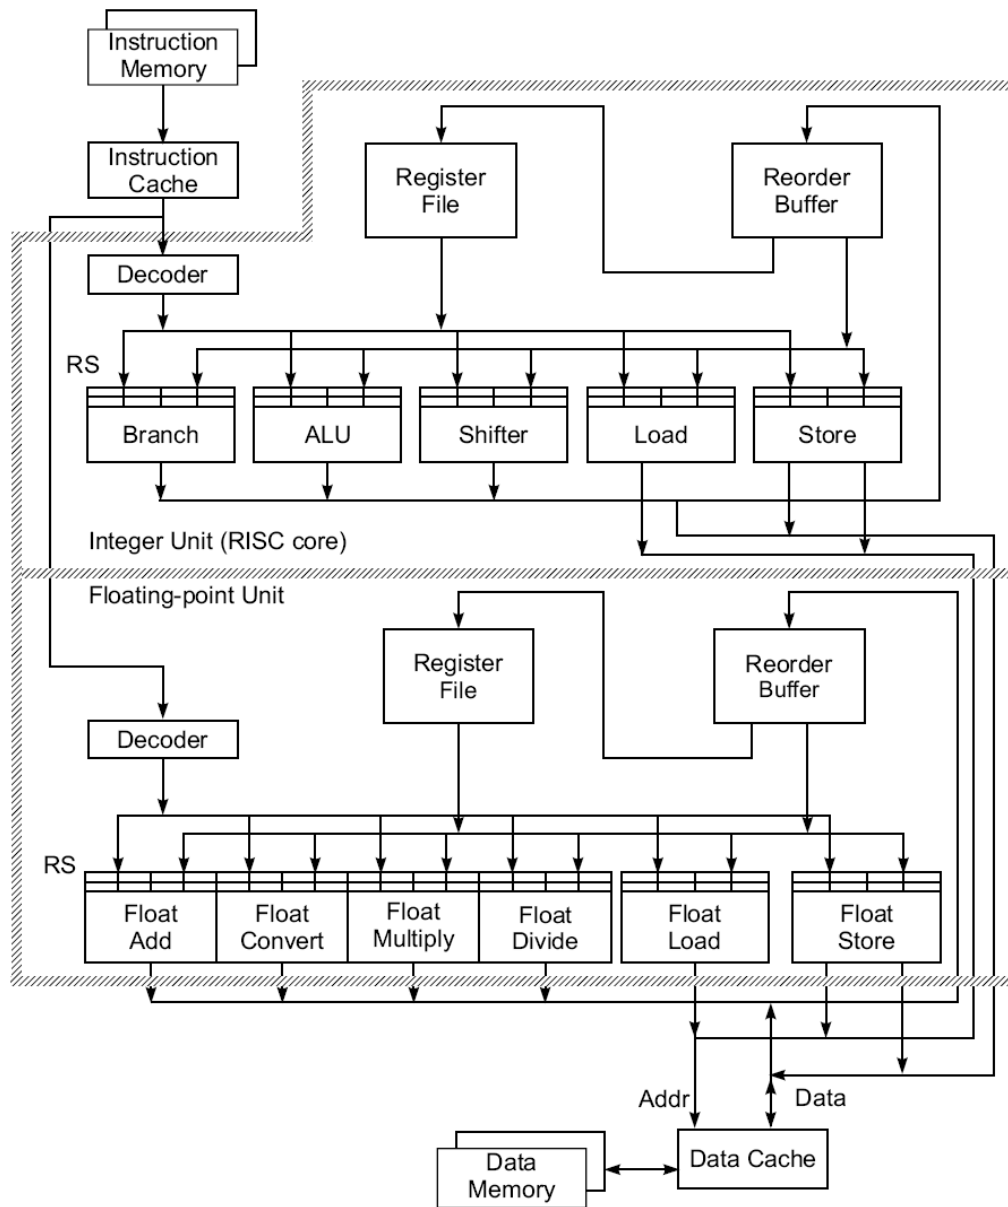 Instruction
Memory
Instruction
Cache
Register
File
Reorder
Buffer
Decoder
RS
Branch
ALU
Shifter
Load
Store
Integer Unit (RISC core)
Floating-point Unit
Register
File
Reorder
Buffer
Decoder
RS
Float
Add
Float
Convert
Float
Multiply
Float
Divide
Float
Load
Float
Store
Addr
Data
Data Cache
Data
Memory